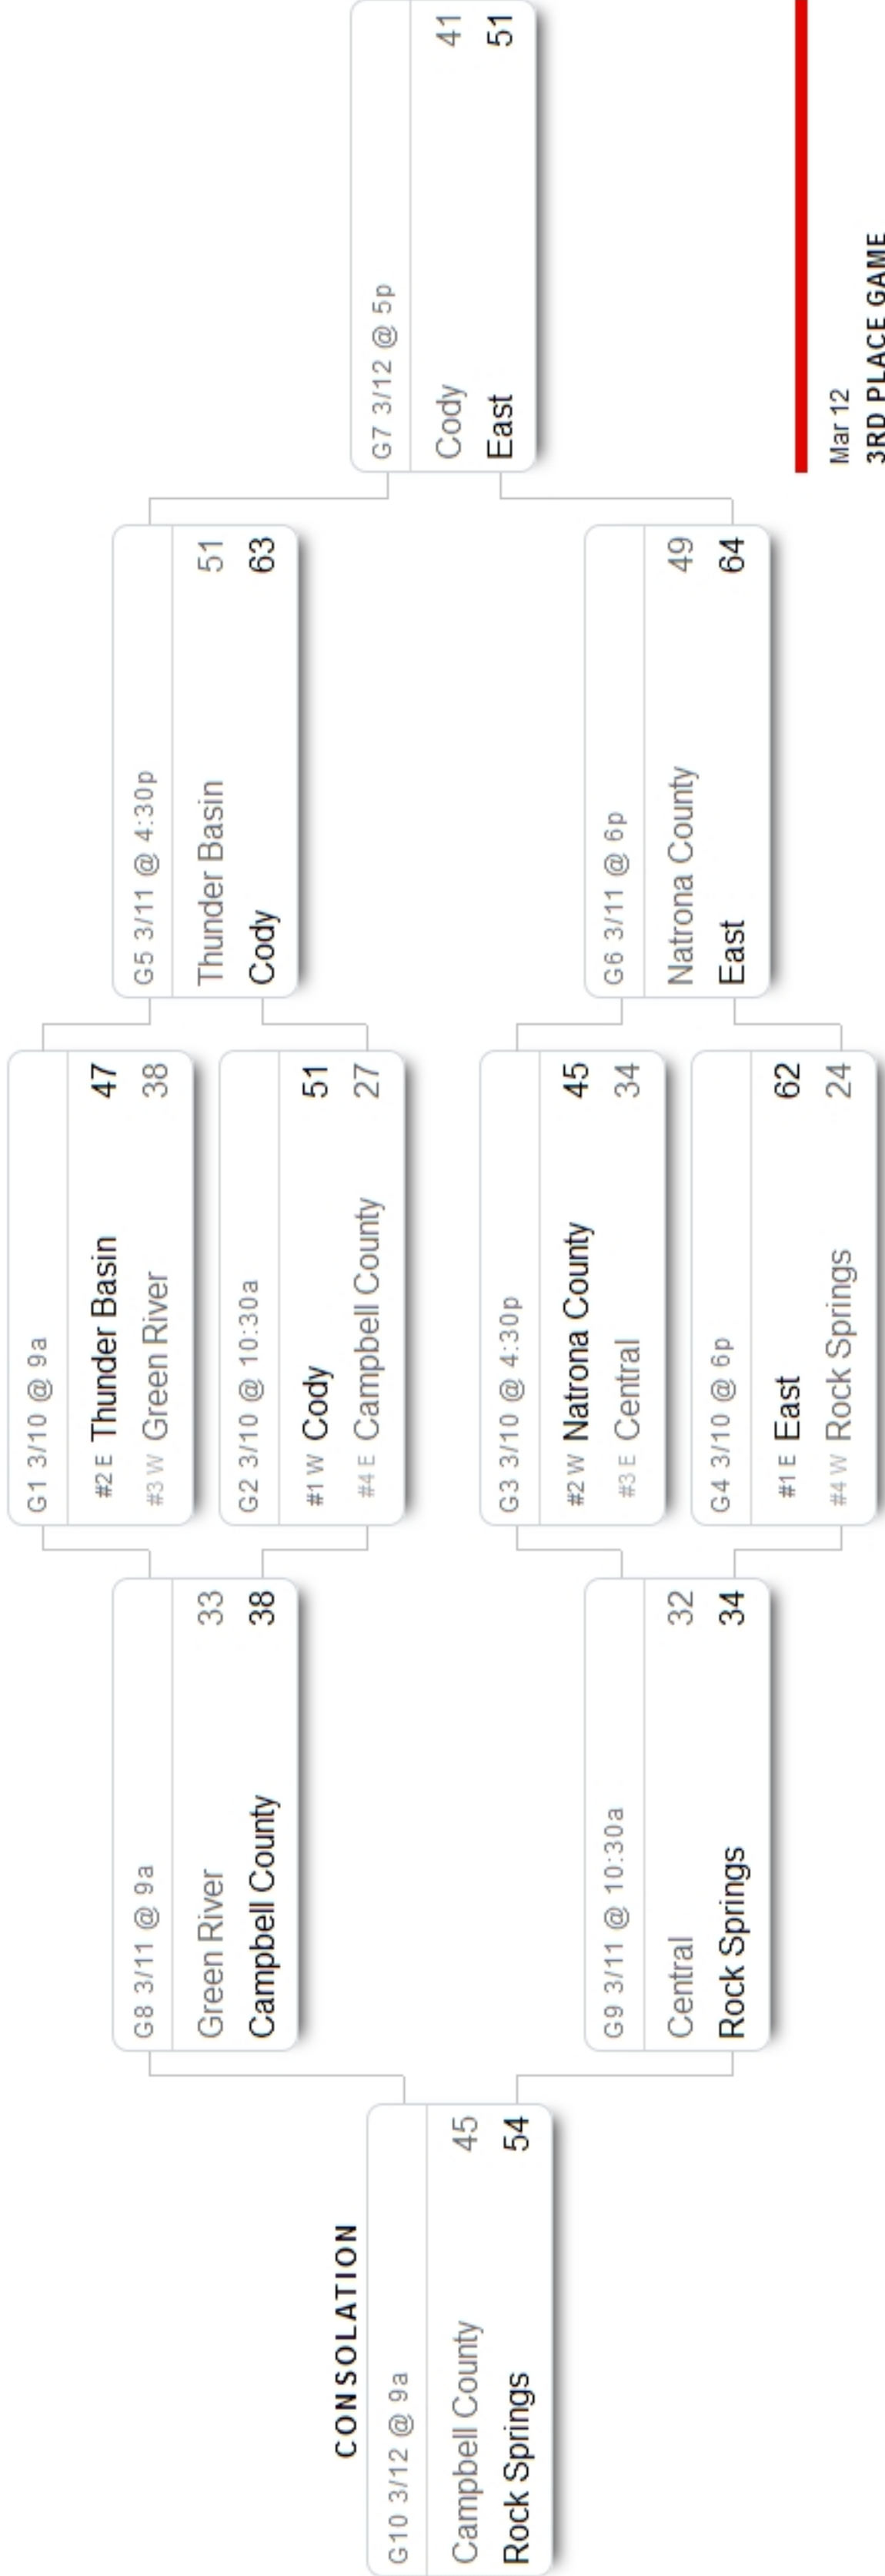 CONSOLATION
G10 3/12 @ 9a
Campbell County 45
Rock Springs 54
G8 3/11 @ 9a
Green River 33
Campbell County 38
G9 3/11 @ 10:30a
Central 32
Rock Springs 34
G1 3/10 @ 9a
#2 E Thunder Basin 47
#3 W Green River 38
G2 3/10 @ 10:30a
#1 W Cody 51
#4 E Campbell County 27
G3 3/10 @ 4:30p
#2 W Natrona County 45
#3 E Central 34
G4 3/10 @ 6p
#1 E East 62
#4 W Rock Springs 24
G5 3/11 @ 4:30p
Thunder Basin 51
Cody 63
G6 3/11 @ 6p
Natrona County 49
East 64
G7 3/12 @ 5p
Cody 41
East 51
Mar 12
3RD PLACE GAME